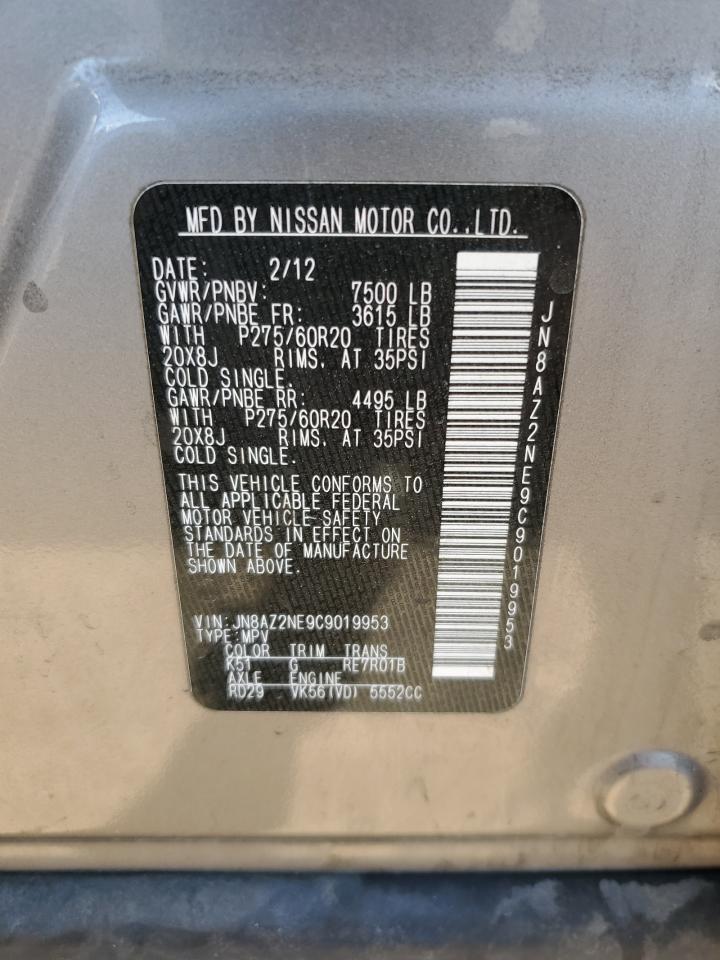 MFD BY NISSAN MOTOR CO.,LTD.
DATE: 2/12
GVWR/PNBV: 7500 LB
GAWR/PNBE FR: 3615 LB
WITH P275/60R20 TIRES
20X8J RIMS. AT 35PSI
COLD SINGLE.
GAWR/PNBE RR: 4495 LB
WITH P275/60R20 TIRES
20X8J RIMS. AT 35PSI
COLD SINGLE.
THIS VEHICLE CONFORMS TO
ALL APPLICABLE FEDERAL
MOTOR VEHICLE SAFETY
STANDARDS IN EFFECT ON
THE DATE OF MANUFACTURE
SHOWN ABOVE.
VIN:JN8AZ2NE9C9019953
TYPE:MPV
COLOR TRIM TRANS
K51 G RE7R01B
AXLE ENGINE
RD29 VK56(VD) 5552CC
JN8AZ2NE9C9019953